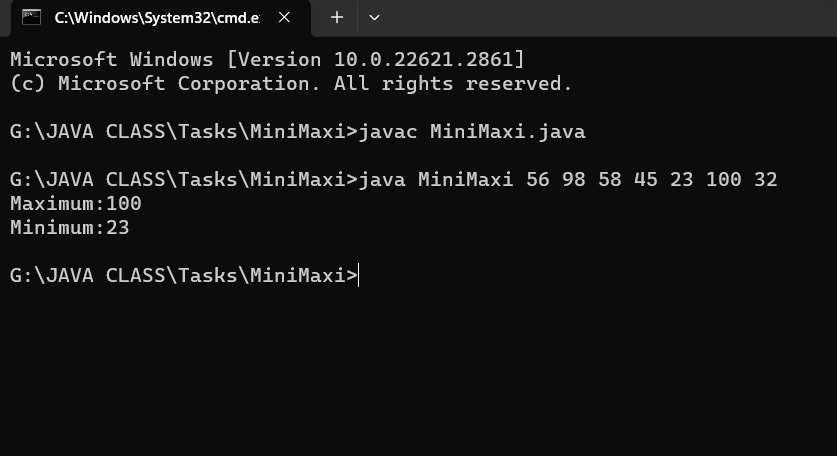 C:\Windows\System32\cmd.e
Microsoft Windows [Version 10.0.22621.2861]
(c) Microsoft Corporation. All rights reserved.
G:\JAVA CLASS\Tasks\MiniMaxi>javac MiniMaxi.java
G:\JAVA CLASS\Tasks\MiniMaxi>java MiniMaxi 56 98 58 45 23 100 32
Maximum:100
Minimum:23
G:\JAVA CLASS\Tasks\MiniMaxi>